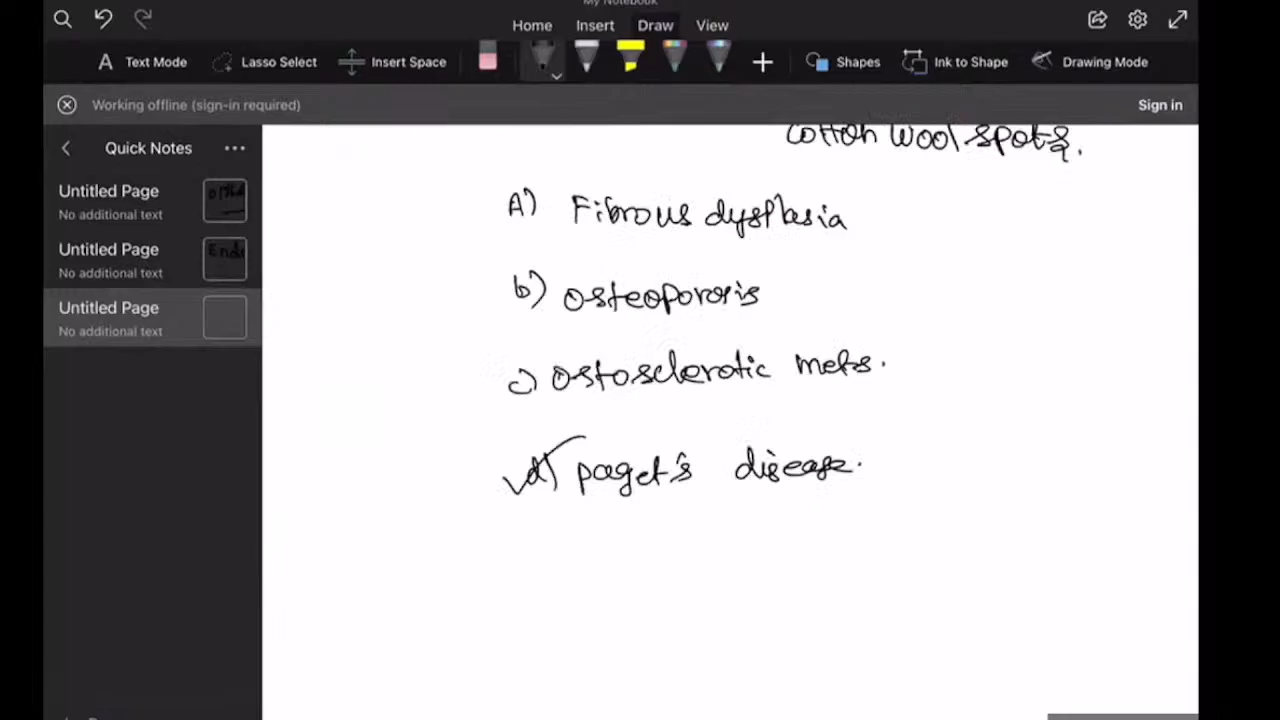 My Notebook
Home Insert Draw View
Text Mode Lasso Select Insert Space Shapes Ink to Shape Drawing Mode
Working offline (sign-in required) Sign in
Quick Notes
Untitled Page
No additional text
Untitled Page
No additional text
Untitled Page
No additional text
cotton wool spots.
A) Fibrous dysplasia
b) osteoporosis
c) ostosclerotic mets.
d) paget's disease.